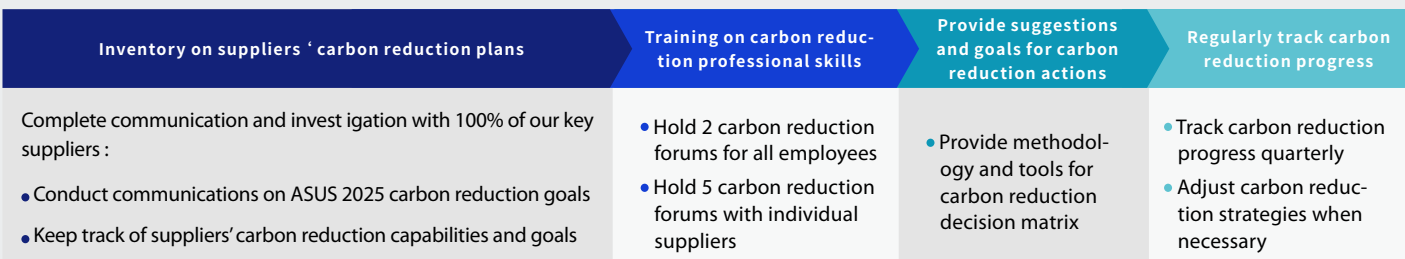 Inventory on suppliers ‘ carbon reduction plans
Training on carbon reduc-
tion professional skills
Provide suggestions
and goals for carbon
reduction actions
Regularly track carbon
reduction progress
Complete communication and invest igation with 100% of our key
suppliers :
• Conduct communications on ASUS 2025 carbon reduction goals
• Keep track of suppliers’ carbon reduction capabilities and goals
• Hold 2 carbon reduction
forums for all employees
• Hold 5 carbon reduction
forums with individual
suppliers
• Provide methodol-
ogy and tools for
carbon reduction
decision matrix
• Track carbon reduction
progress quarterly
• Adjust carbon reduc-
tion strategies when
necessary